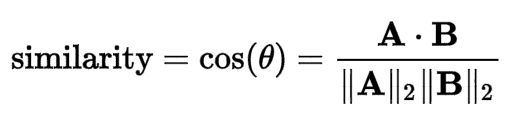 similarity = cos(θ) = A · B / ‖A‖₂‖B‖₂